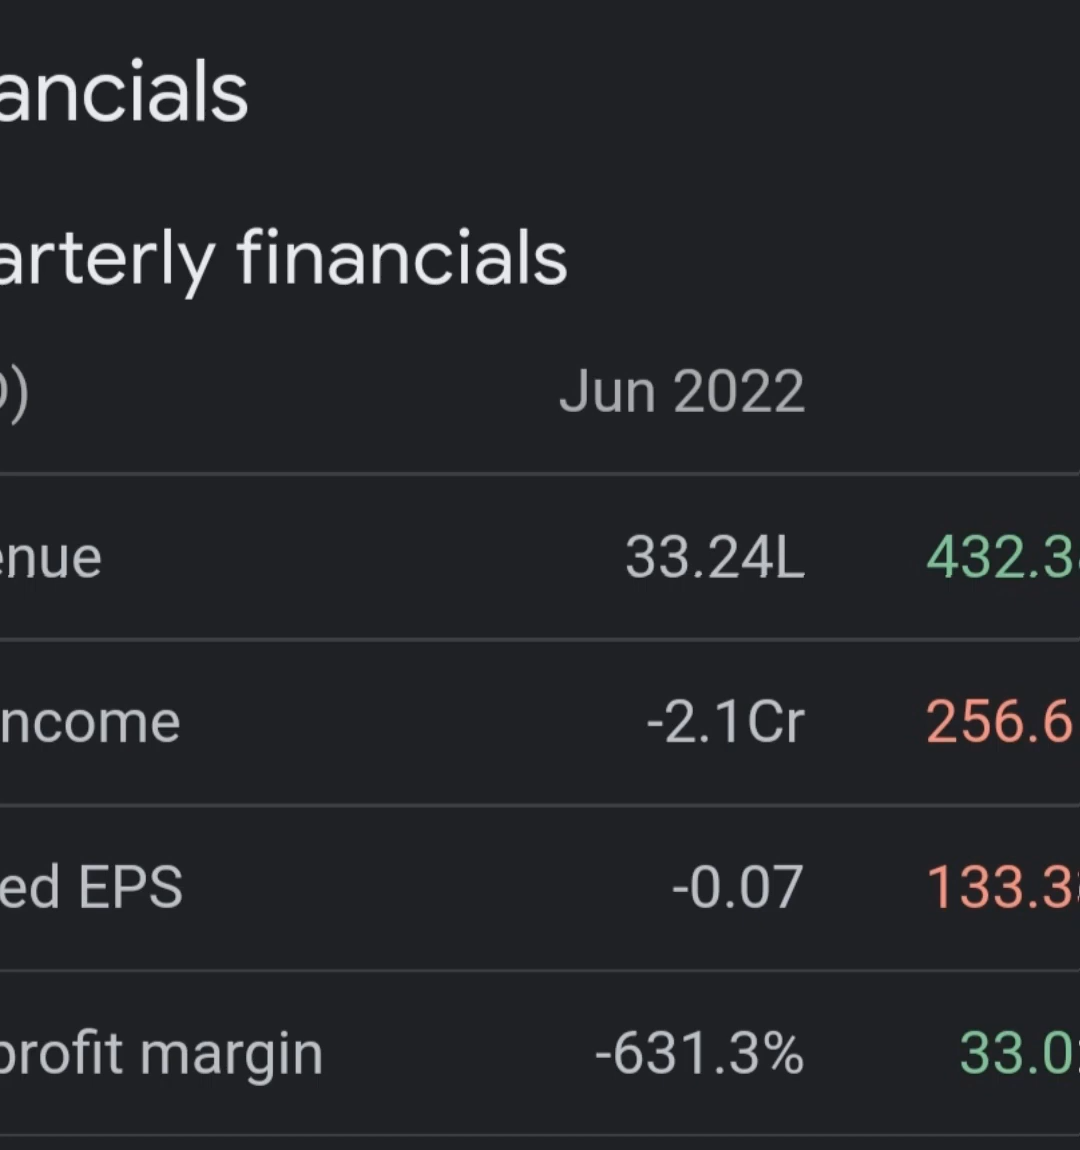 ancials
arterly financials
) Jun 2022
enue 33.24L 432.3
ncome -2.1Cr 256.6
ed EPS -0.07 133.3
profit margin -631.3% 33.0